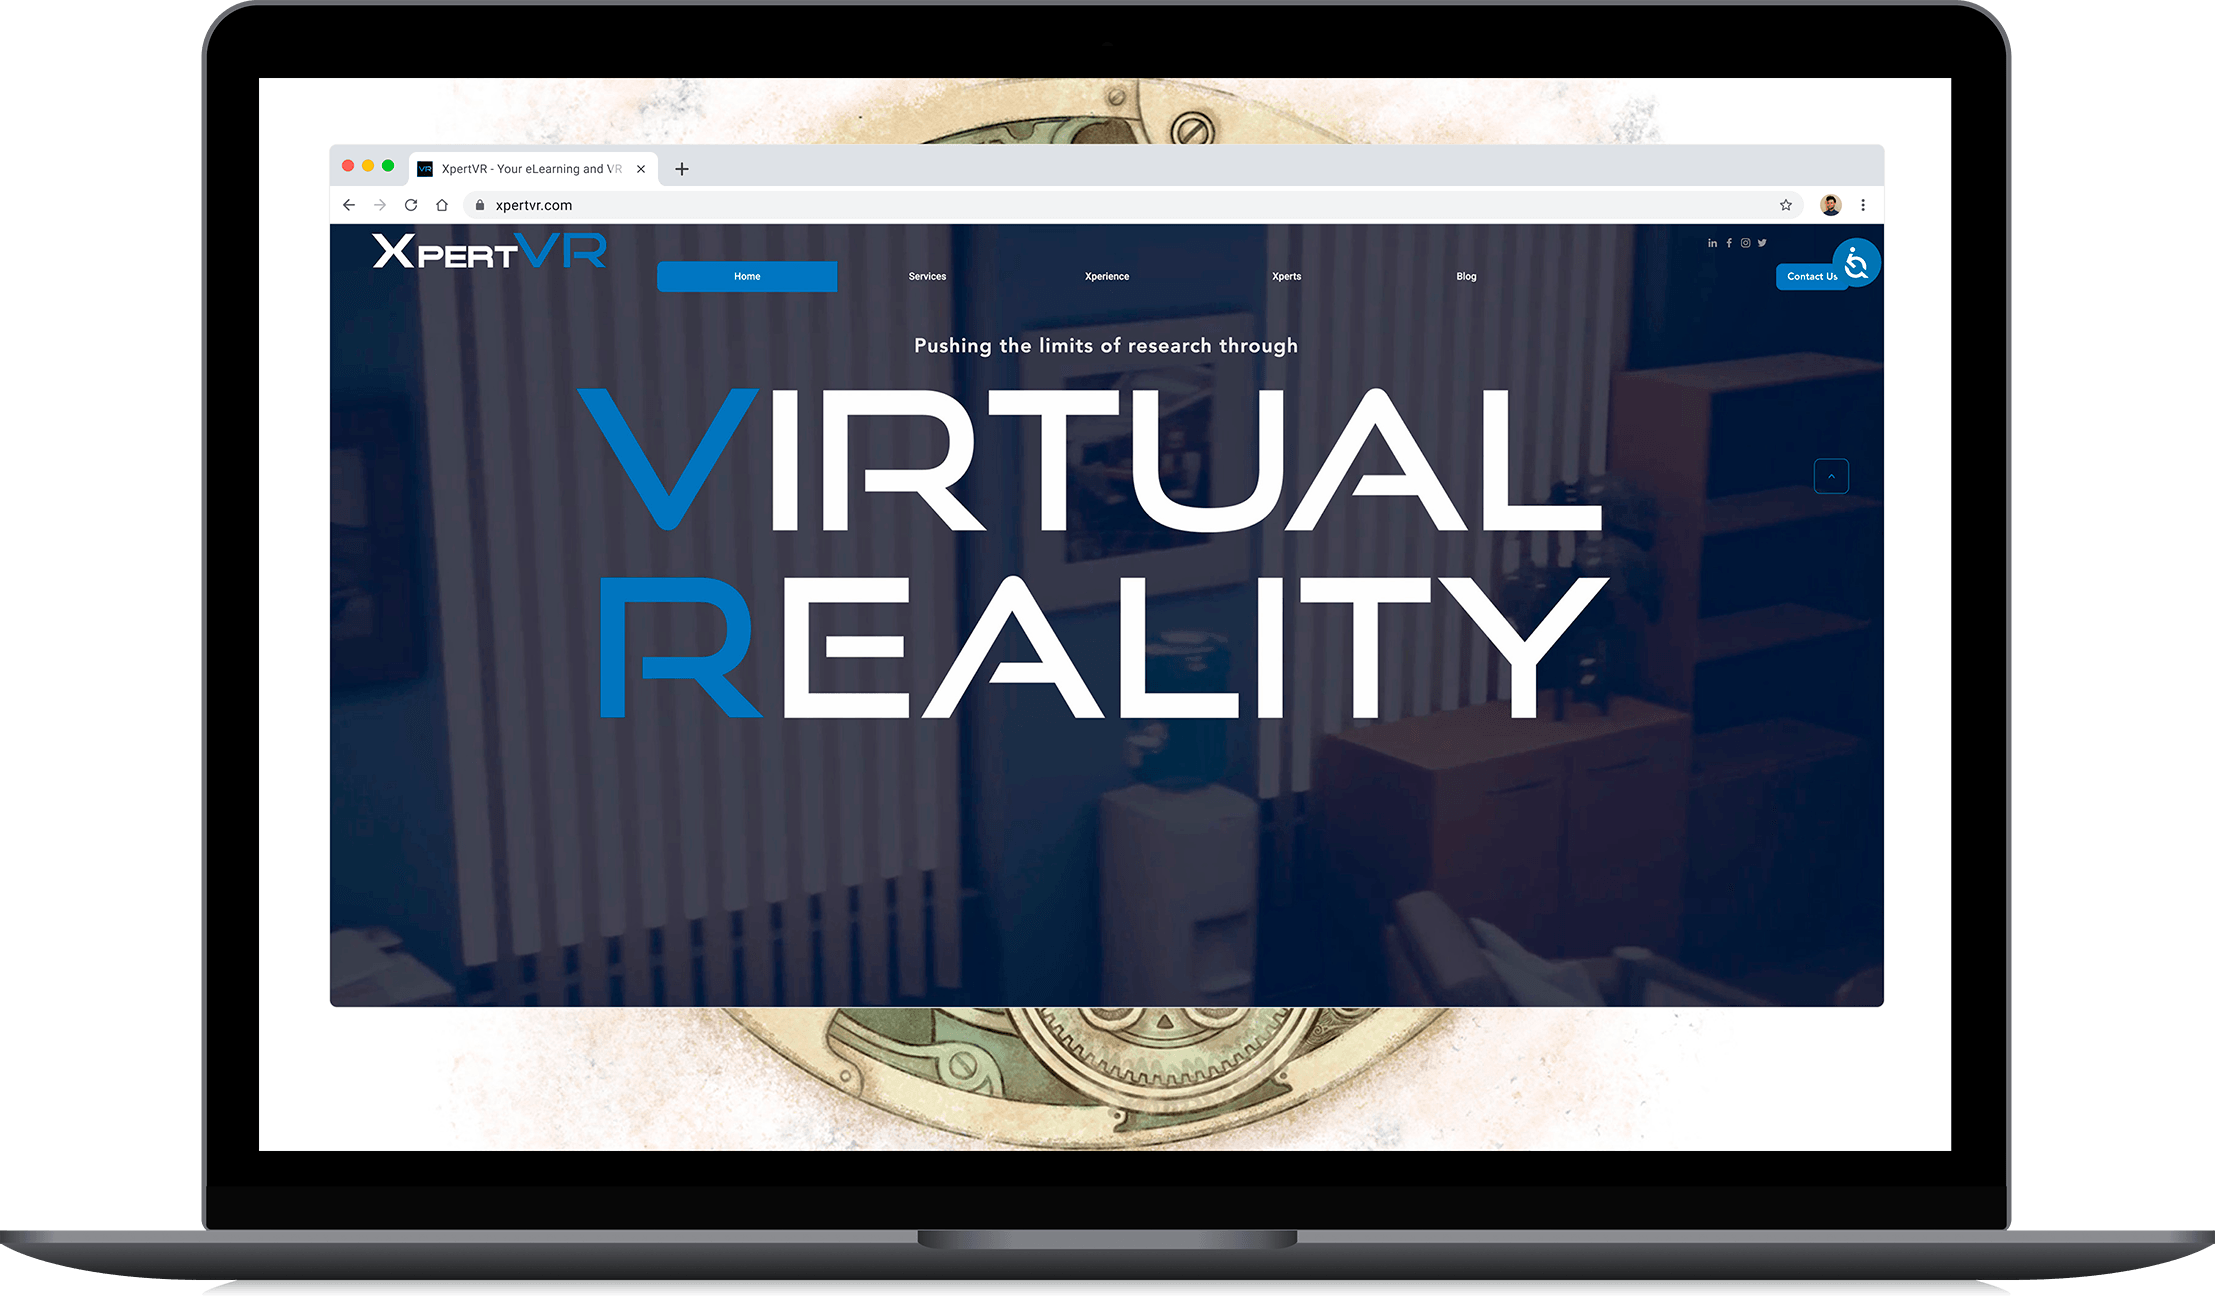 VR XpertVR - Your eLearning and VR
xpertvr.com
XPERTVR
Home Services Xperience Xperts Blog Contact Us
Pushing the limits of research through
VIRTUAL
REALITY